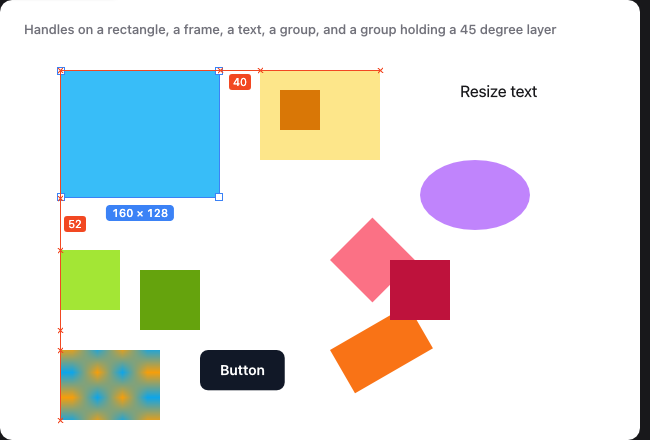 Handles on a rectangle, a frame, a text, a group, and a group holding a 45 degree layer
40
Resize text
160 × 128
52
Button